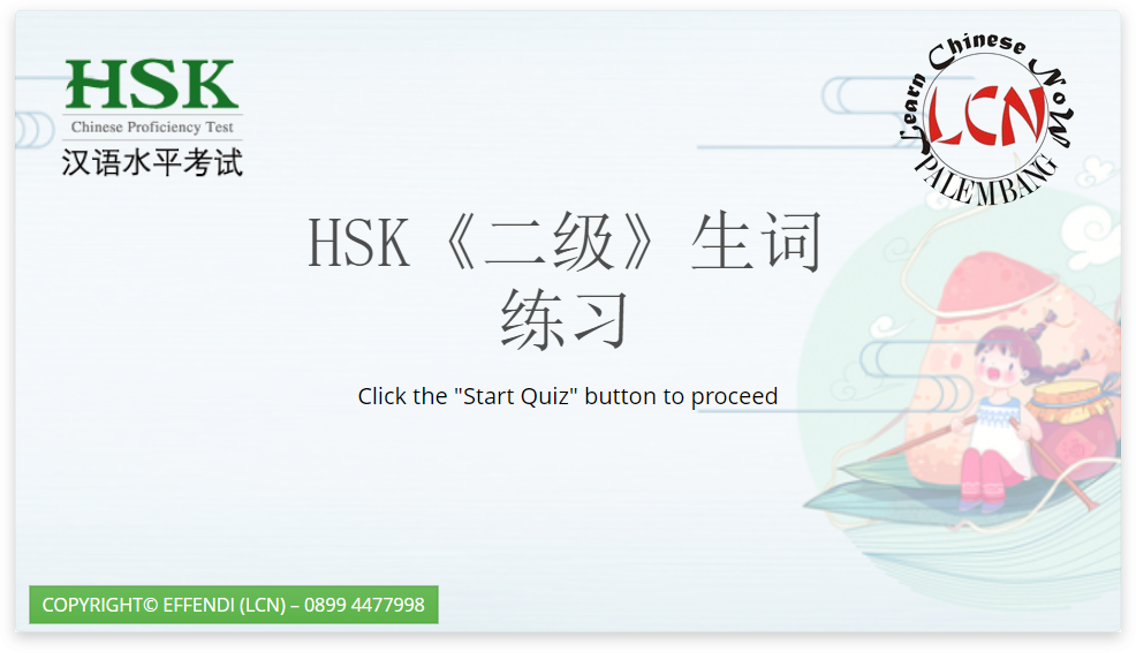 HSK
Chinese Proficiency Test
汉语水平考试
Learn Chinese Now
LCN
PALEMBANG
HSK《二级》生词
练习
Click the "Start Quiz" button to proceed
COPYRIGHT© EFFENDI (LCN) – 0899 4477998